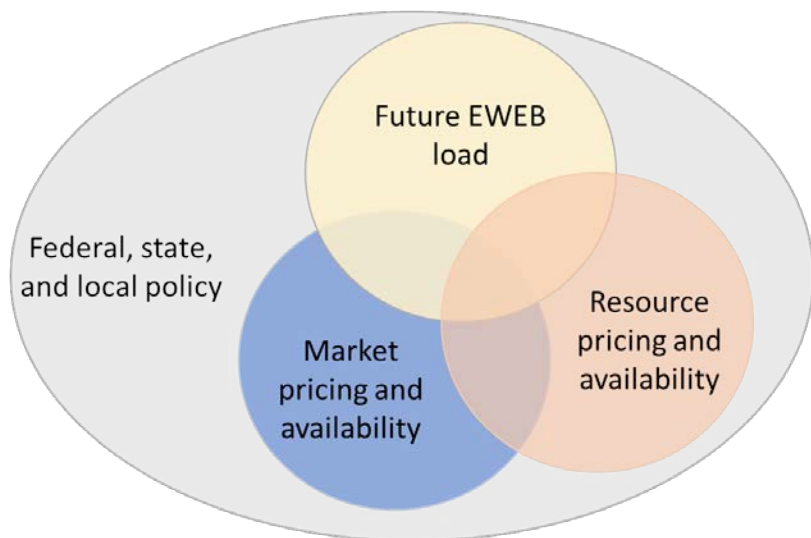 Future EWEB
load
Federal, state,
and local policy
Resource
pricing and
availability
Market
pricing and
availability